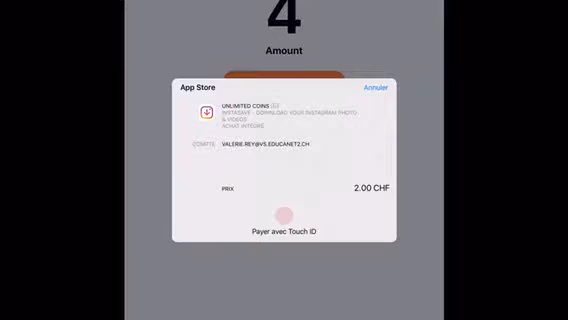 4
Amount
App Store
Annuler
UNLIMITED COINS
INSTASAVE - DOWNLOAD YOUR INSTAGRAM PHOTO
& VIDEOS
ACHAT INTÉGRÉ
COMPTE VALERIE.REY@VS.EDUCANET2.CH
PRIX 2.00 CHF
Payer avec Touch ID